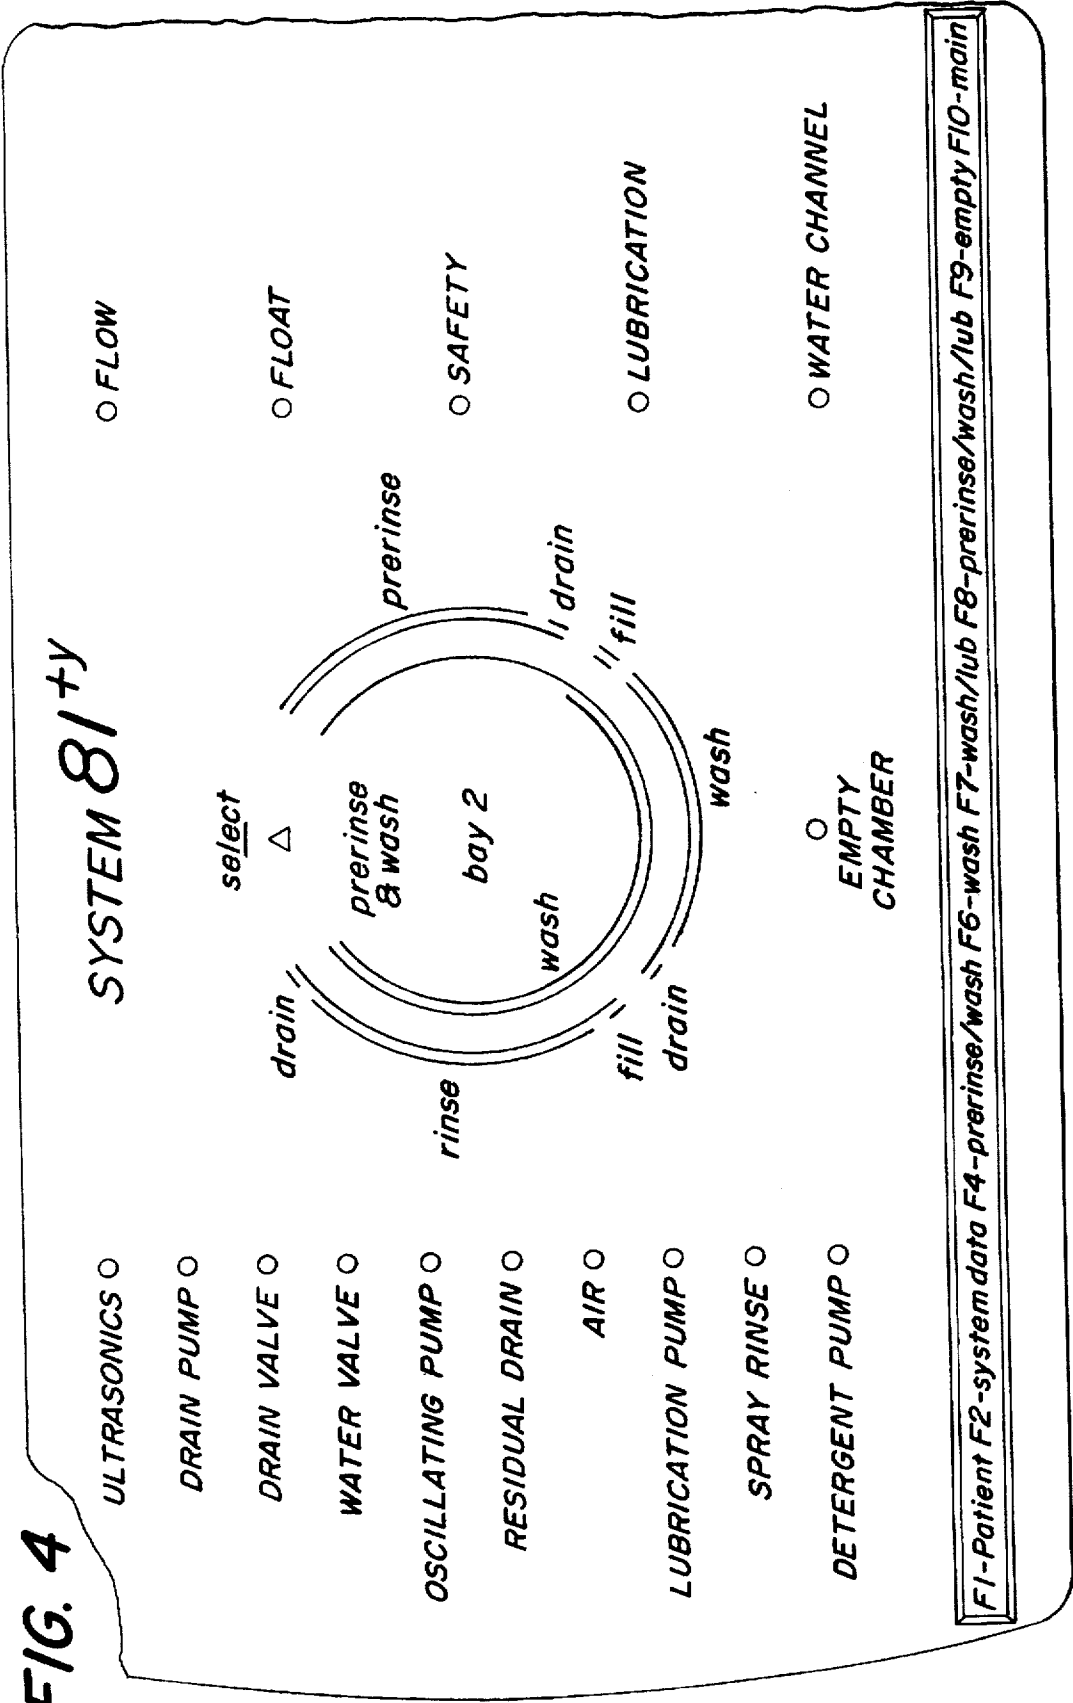 FIG. 4
SYSTEM 81+y
ULTRASONICS
DRAIN PUMP
DRAIN VALVE
WATER VALVE
OSCILLATING PUMP
RESIDUAL DRAIN
AIR
LUBRICATION PUMP
SPRAY RINSE
DETERGENT PUMP
select
drain
prerinse
& wash
prerinse
rinse
bay 2
wash
drain
fill
fill
drain
wash
EMPTY
CHAMBER
FLOW
FLOAT
SAFETY
LUBRICATION
WATER CHANNEL
F1-Patient F2-system data F4-prerinse/wash F6-wash F7-wash/lub F8-prerinse/wash/lub F9-empty F10-main